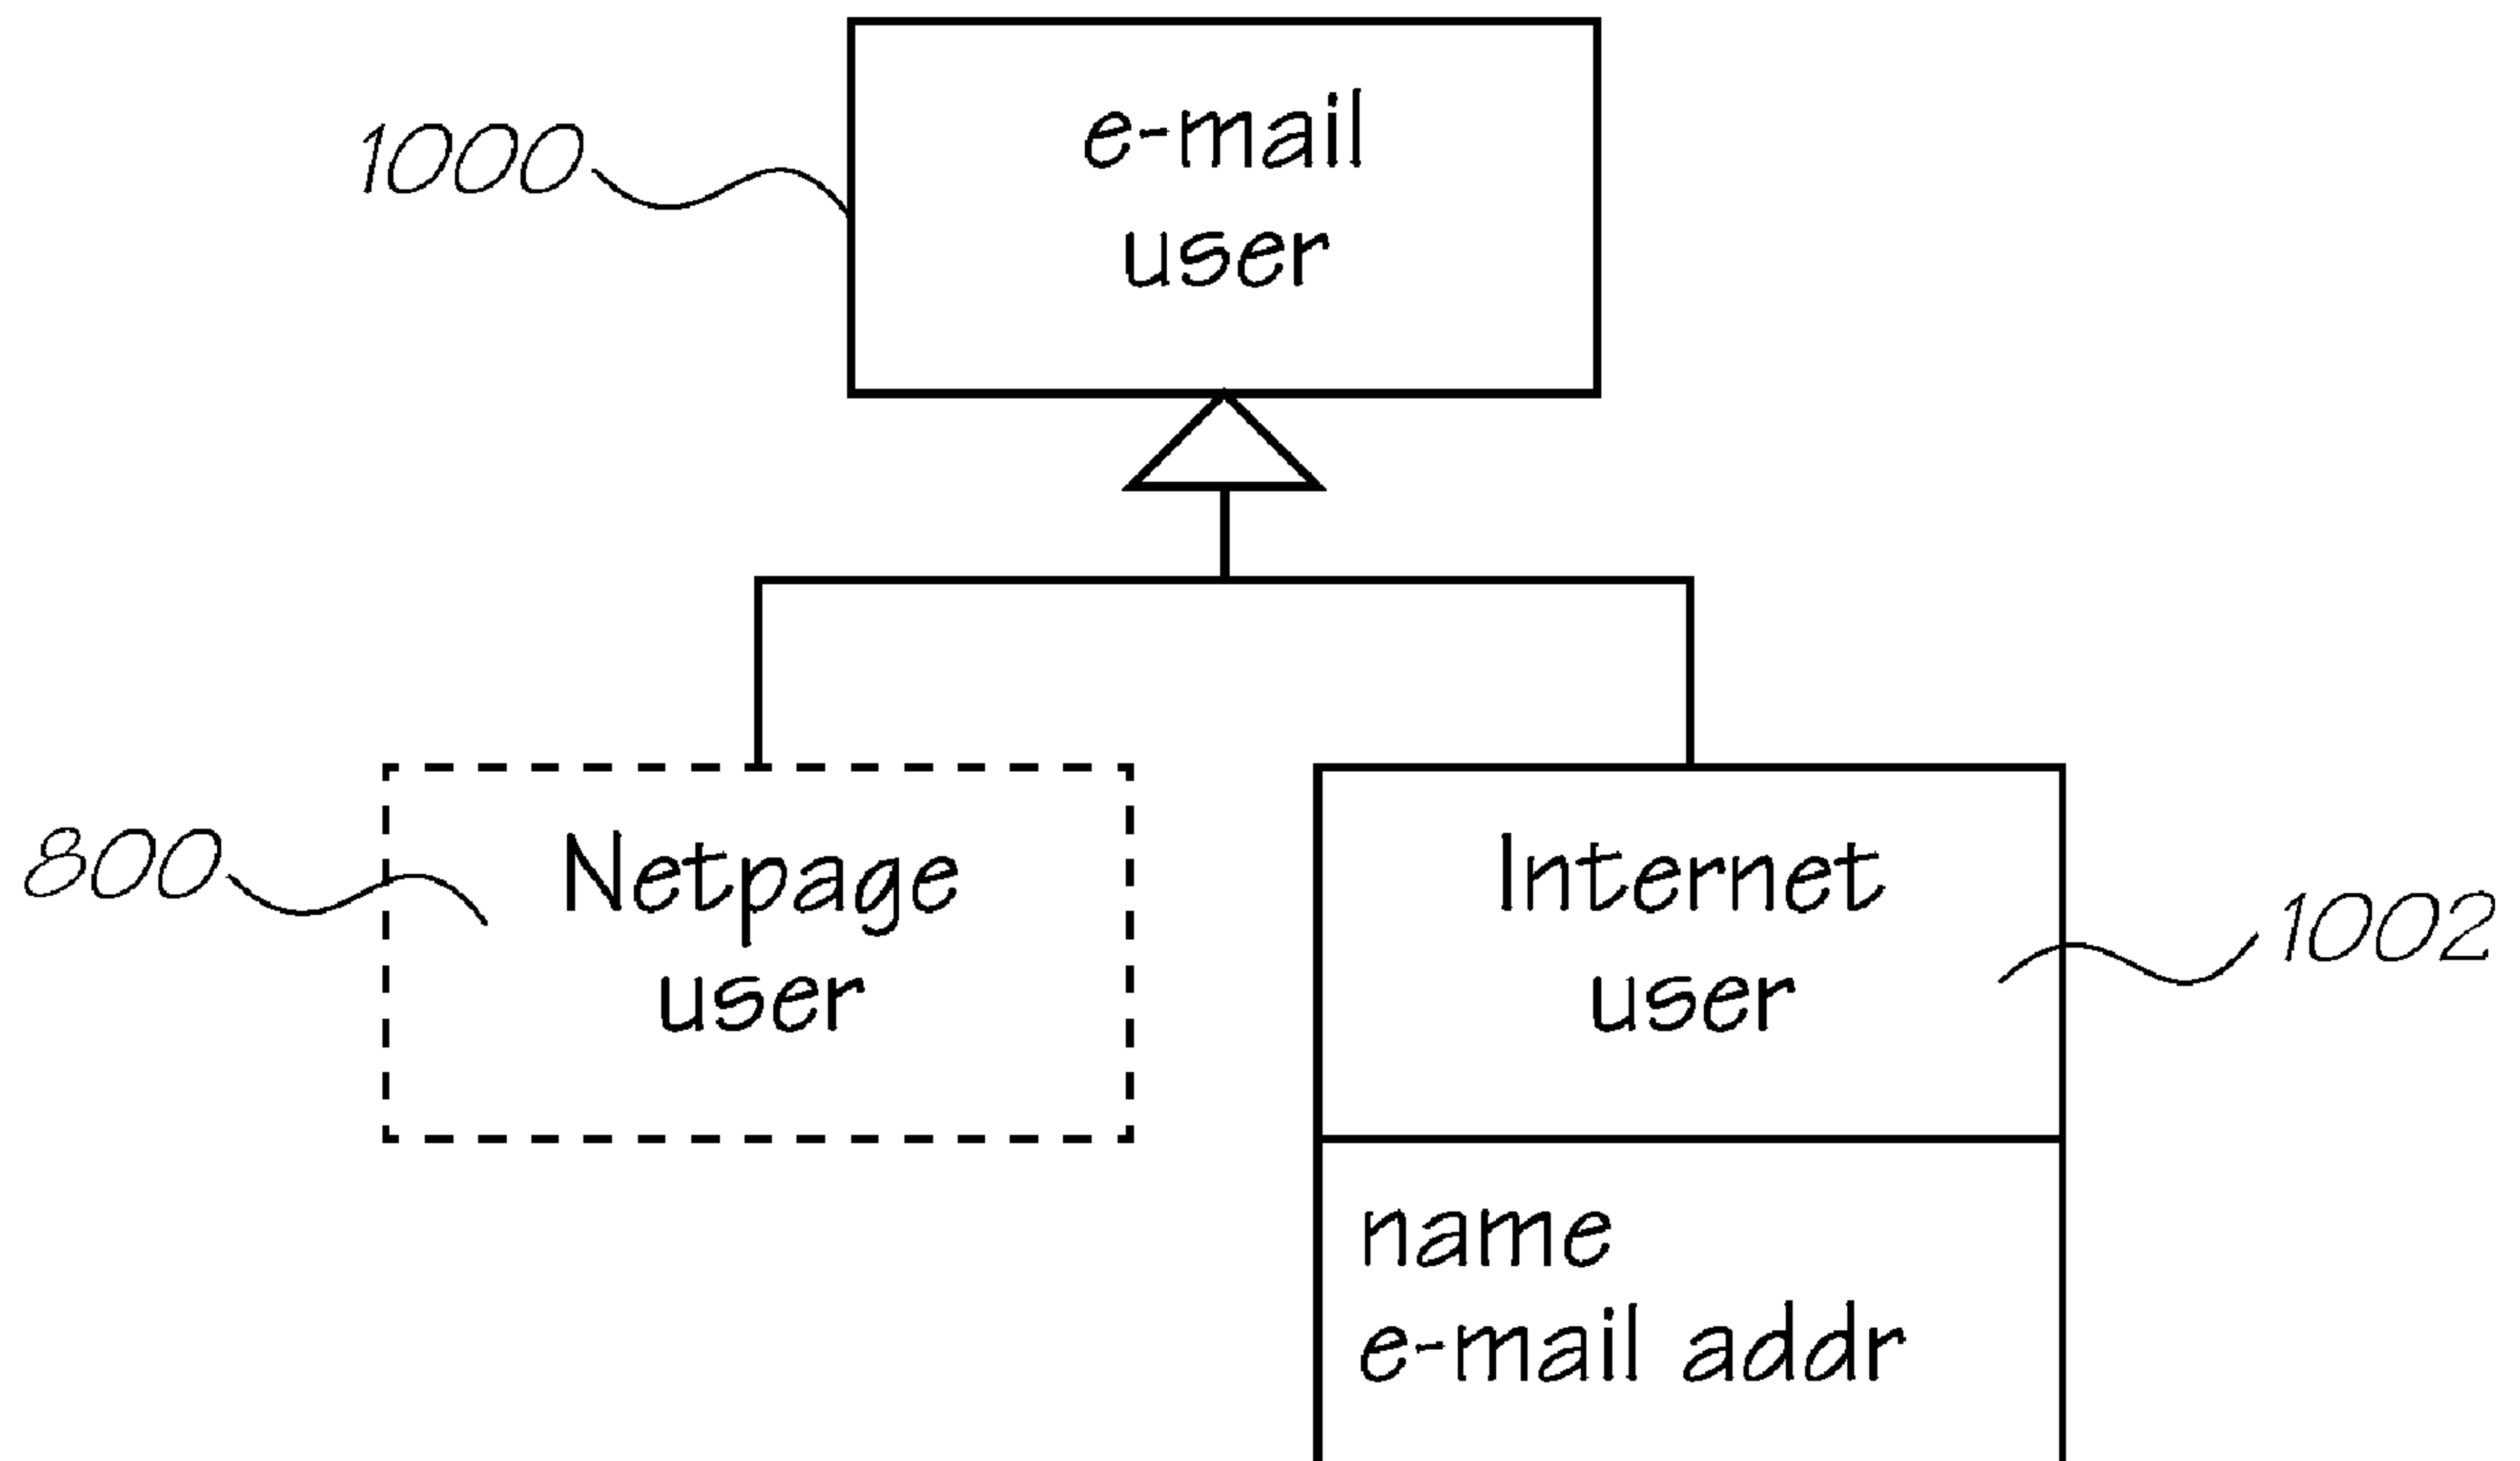 1000
e-mail
user
800
Netpage
user
Internet
user
1002
name
e-mail addr